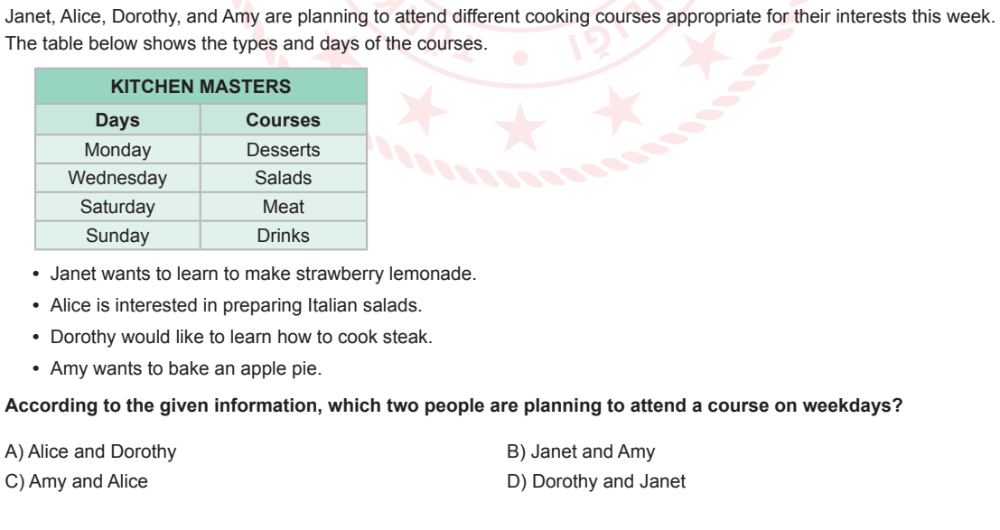 Janet, Alice, Dorothy, and Amy are planning to attend different cooking courses appropriate for their interests this week.
The table below shows the types and days of the courses.
KITCHEN MASTERS
Days Courses
Monday Desserts
Wednesday Salads
Saturday Meat
Sunday Drinks
• Janet wants to learn to make strawberry lemonade.
• Alice is interested in preparing Italian salads.
• Dorothy would like to learn how to cook steak.
• Amy wants to bake an apple pie.
According to the given information, which two people are planning to attend a course on weekdays?
A) Alice and Dorothy B) Janet and Amy
C) Amy and Alice D) Dorothy and Janet